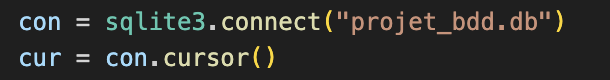 con = sqlite3.connect("projet_bdd.db")
cur = con.cursor()